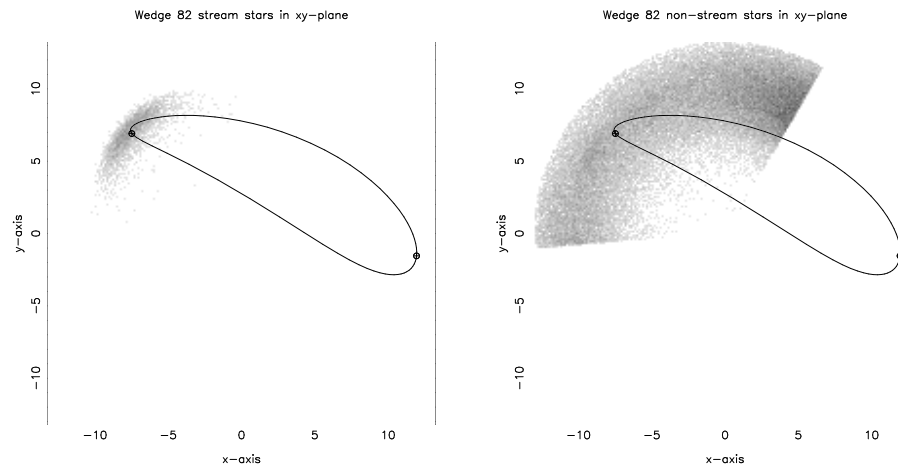 Wedge 82 stream stars in xy-plane
y-axis
10
5
0
-5
-10
-10 -5 0 5 10
x-axis
Wedge 82 non-stream stars in xy-plane
y-axis
10
5
0
-5
-10
-10 -5 0 5 10
x-axis